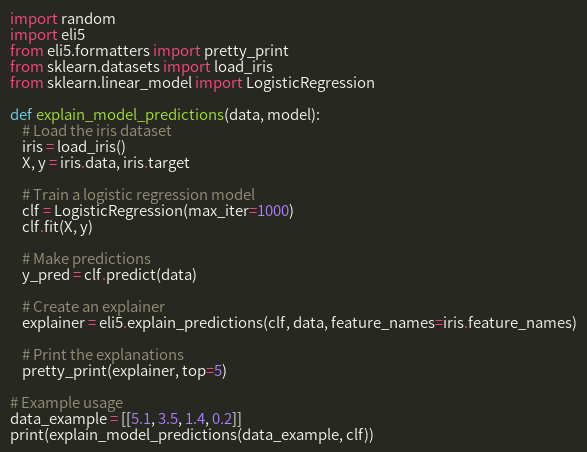 import random
import eli5
from eli5.formatters import pretty_print
from sklearn.datasets import load_iris
from sklearn.linear_model import LogisticRegression

def explain_model_predictions(data, model):
    # Load the iris dataset
    iris = load_iris()
    X, y = iris.data, iris.target

    # Train a logistic regression model
    clf = LogisticRegression(max_iter=1000)
    clf.fit(X, y)

    # Make predictions
    y_pred = clf.predict(data)

    # Create an explainer
    explainer = eli5.explain_predictions(clf, data, feature_names=iris.feature_names)

    # Print the explanations
    pretty_print(explainer, top=5)

# Example usage
data_example = [[5.1, 3.5, 1.4, 0.2]]
print(explain_model_predictions(data_example, clf))